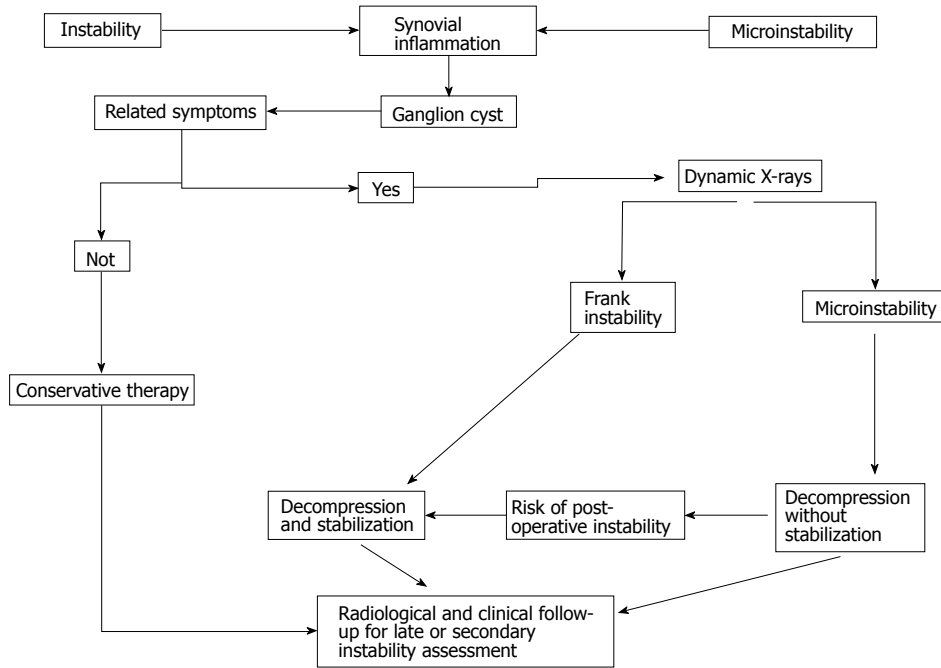 Instability
Synovial
inflammation
Microinstability
Related symptoms
Ganglion cyst
Yes
Dynamic X-rays
Not
Frank
instability
Microinstability
Conservative therapy
Decompression
and stabilization
Risk of post-
operative instability
Decompression
without
stabilization
Radiological and clinical follow-
up for late or secondary
instability assessment